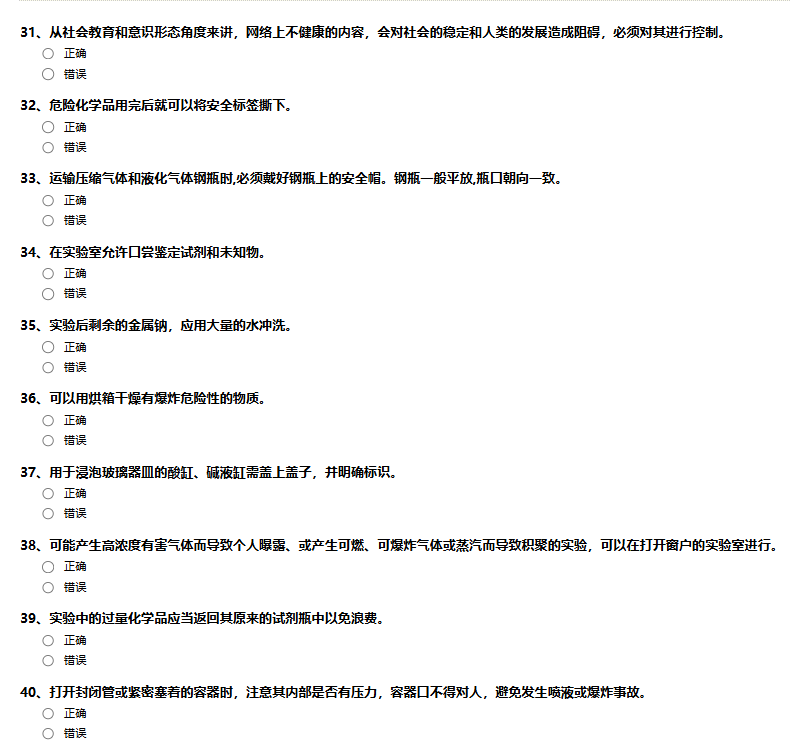 31、从社会教育和意识形态角度来讲，网络上不健康的内容，会对社会的稳定和人类的发展造成阻碍，必须对其进行控制。
正确
错误
32、危险化学品用完后就可以将安全标签撕下。
正确
错误
33、运输压缩气体和液化气体钢瓶时,必须戴好钢瓶上的安全帽。钢瓶一般平放,瓶口朝向一致。
正确
错误
34、在实验室允许口尝鉴定试剂和未知物。
正确
错误
35、实验后剩余的金属钠，应用大量的水冲洗。
正确
错误
36、可以用烘箱干燥有爆炸危险性的物质。
正确
错误
37、用于浸泡玻璃器皿的酸缸、碱液缸需盖上盖子，并明确标识。
正确
错误
38、可能产生高浓度有害气体而导致个人曝露、或产生可燃、可爆炸气体或蒸汽而导致积聚的实验，可以在打开窗户的实验室进行。
正确
错误
39、实验中的过量化学品应当返回其原来的试剂瓶中以免浪费。
正确
错误
40、打开封闭管或紧密塞着的容器时，注意其内部是否有压力，容器口不得对人，避免发生喷液或爆炸事故。
正确
错误